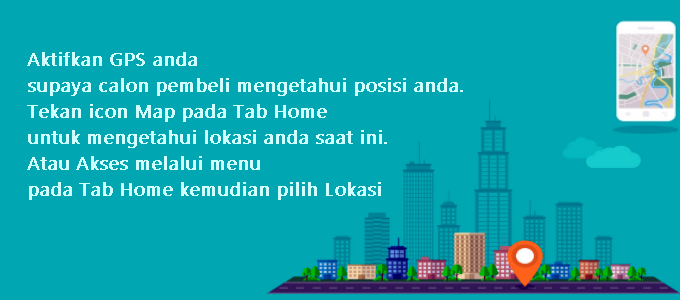 Aktifkan GPS anda
supaya calon pembeli mengetahui posisi anda.
Tekan icon Map pada Tab Home
untuk mengetahui lokasi anda saat ini.
Atau Akses melalui menu
pada Tab Home kemudian pilih Lokasi